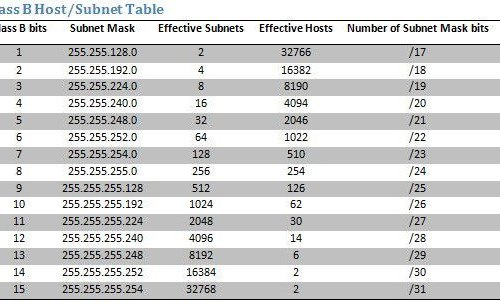 ass B Host/Subnet Table
lass B bits Subnet Mask Effective Subnets Effective Hosts Number of Subnet Mask bits
1 255.255.128.0 2 32766 /17
2 255.255.192.0 4 16382 /18
3 255.255.224.0 8 8190 /19
4 255.255.240.0 16 4094 /20
5 255.255.248.0 32 2046 /21
6 255.255.252.0 64 1022 /22
7 255.255.254.0 128 510 /23
8 255.255.255.0 256 254 /24
9 255.255.255.128 512 126 /25
10 255.255.255.192 1024 62 /26
11 255.255.255.224 2048 30 /27
12 255.255.255.240 4096 14 /28
13 255.255.255.248 8192 6 /29
14 255.255.255.252 16384 2 /30
15 255.255.255.254 32768 2 /31